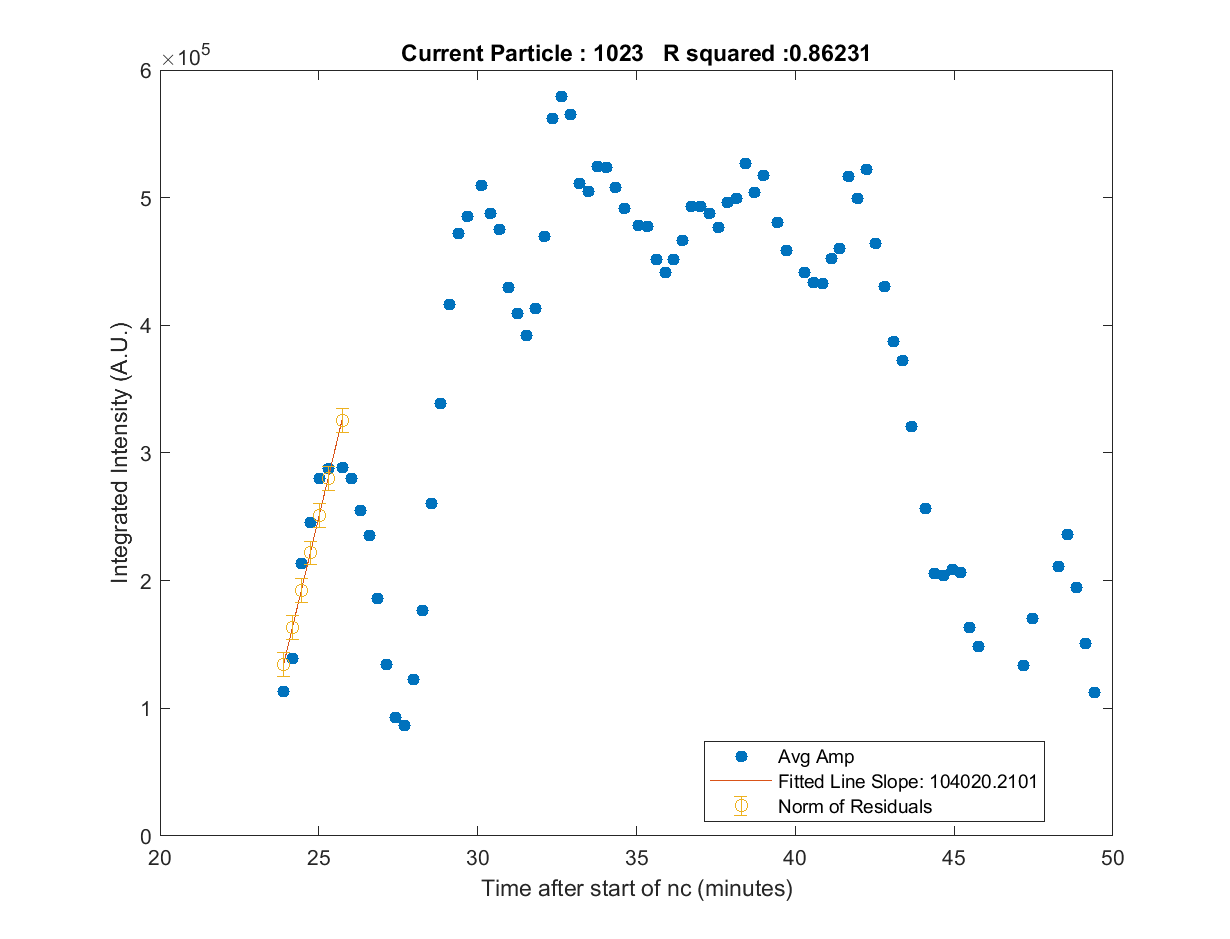 Current Particle : 1023 R squared :0.86231
×10⁵
6
5
4
3
2
1
0
Integrated Intensity (A.U.)
20 25 30 35 40 45 50
Time after start of nc (minutes)
Avg Amp
Fitted Line Slope: 104020.2101
Norm of Residuals